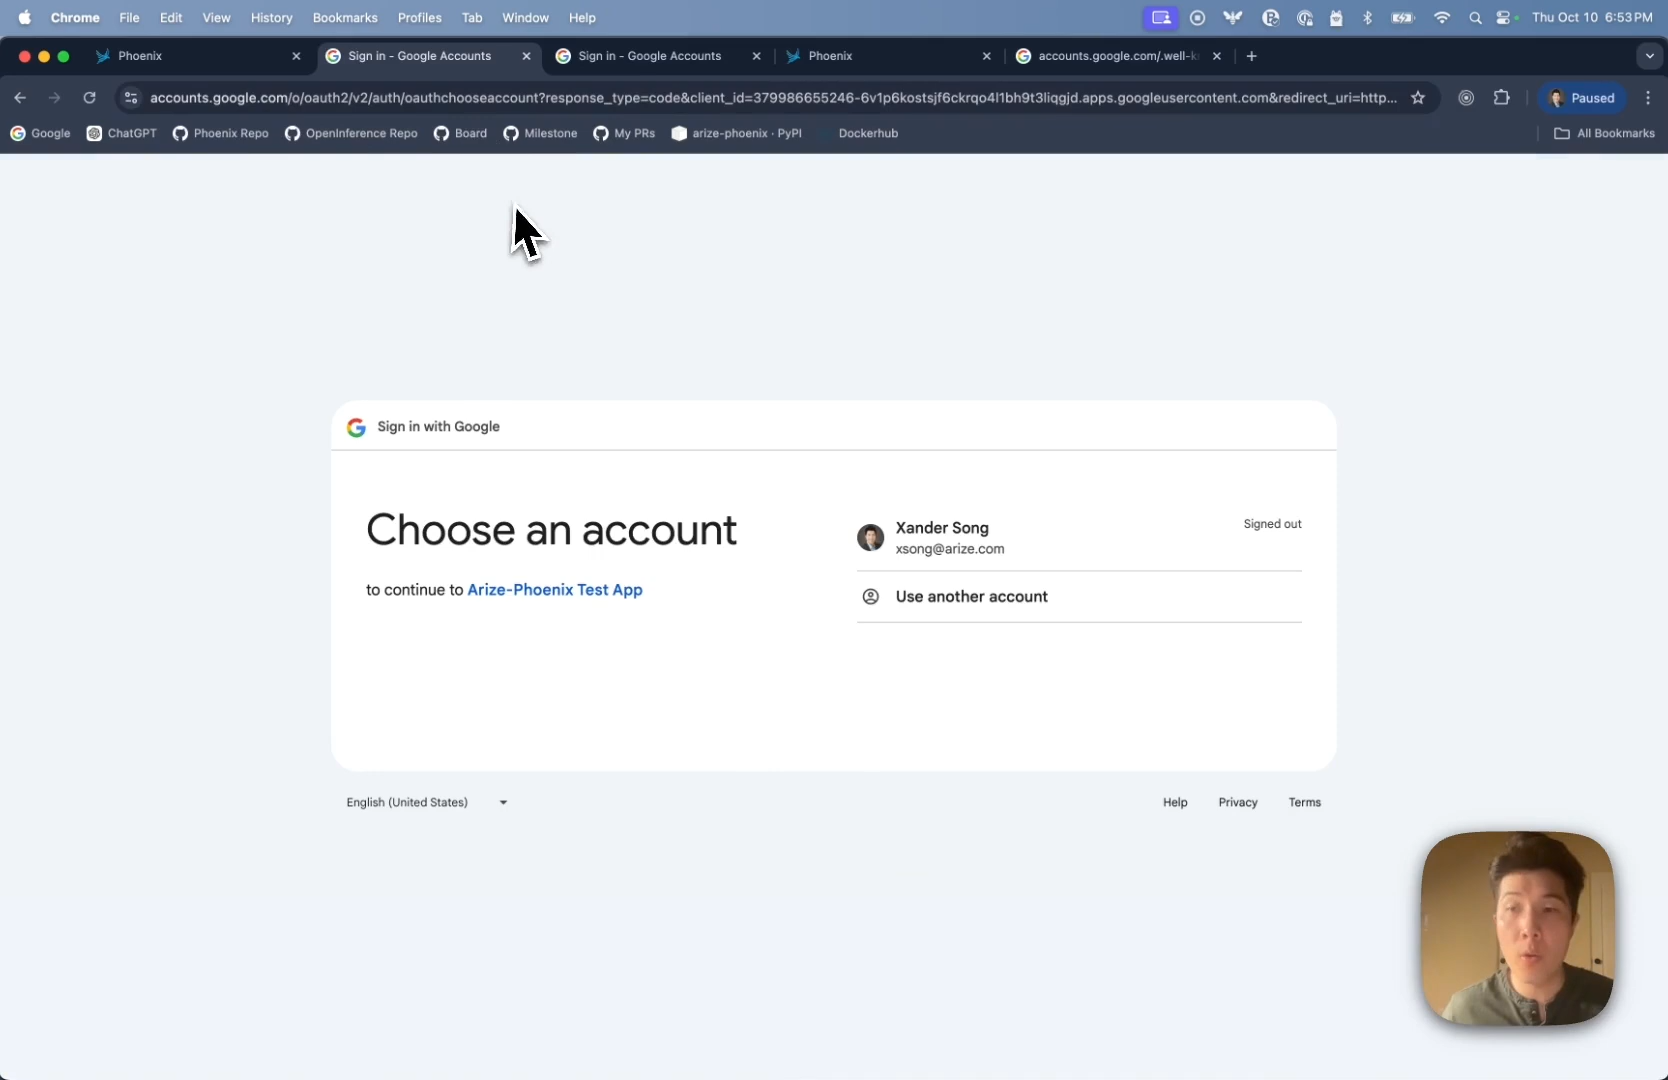 Chrome File Edit View History Bookmarks Profiles Tab Window Help Thu Oct 10 6:53 PM
Phoenix Sign in - Google Accounts Sign in - Google Accounts Phoenix accounts.google.com/.well-k
accounts.google.com/o/oauth2/v2/auth/oauthchooseaccount?response_type=code&client_id=379986655246-6v1p6kostsjf6ckrqo4l1bh9t3liqgjd.apps.googleusercontent.com&redirect_uri=http... Paused
Google ChatGPT Phoenix Repo OpenInference Repo Board Milestone My PRs arize-phoenix · PyPI Dockerhub All Bookmarks
Sign in with Google
Choose an account
to continue to Arize-Phoenix Test App
Xander Song
xsong@arize.com
Signed out
Use another account
English (United States)
Help Privacy Terms